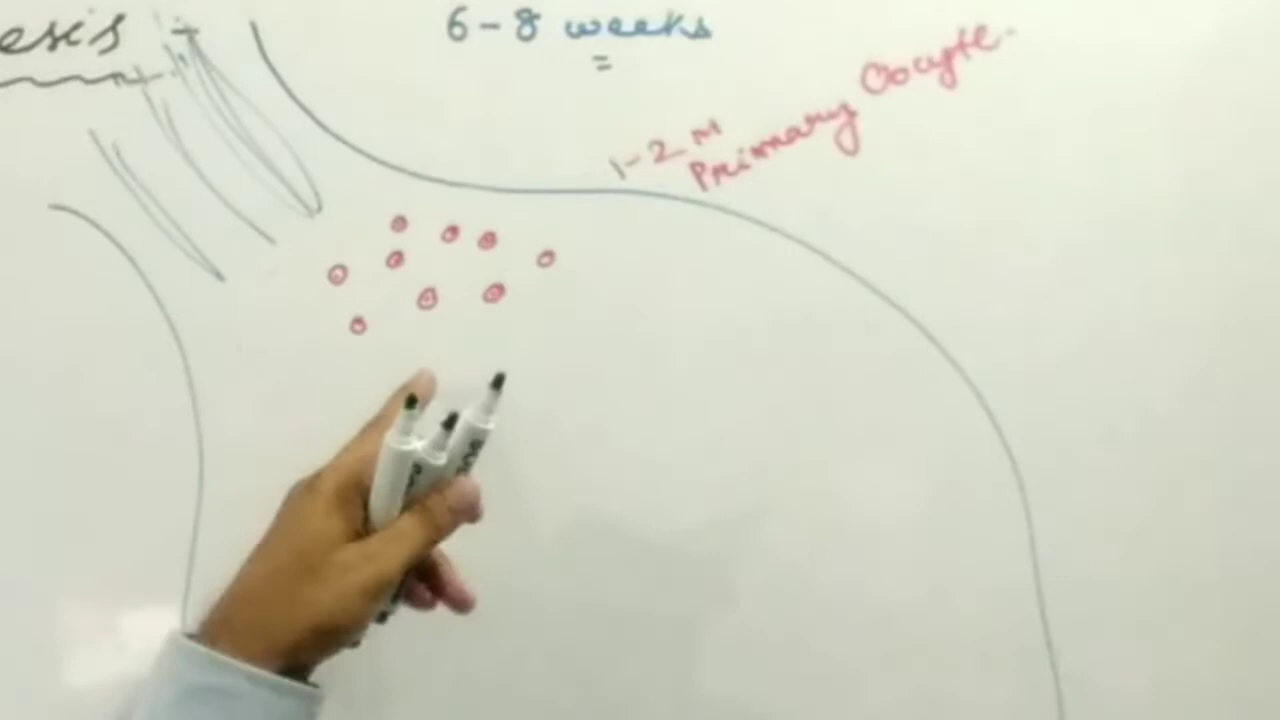 esis
6-8 weeks
=
1-2 M
Primary Oocyte.